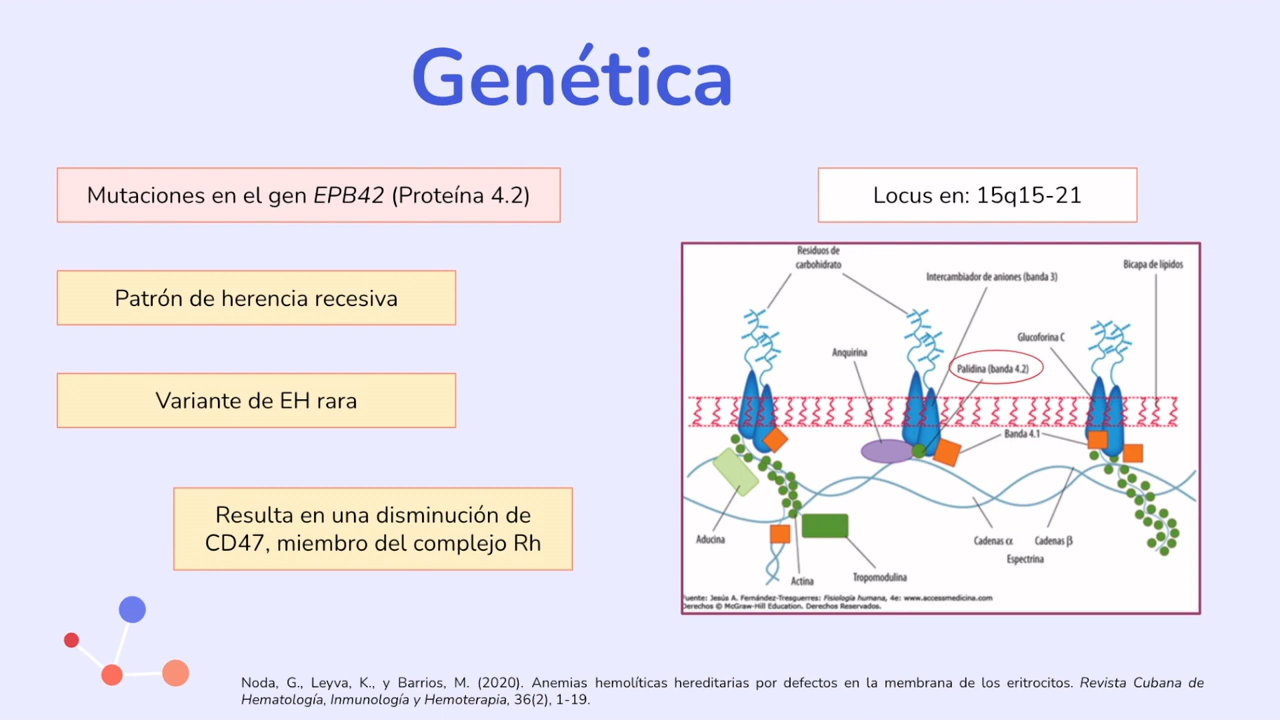 Genética
Mutaciones en el gen EPB42 (Proteína 4.2)
Patrón de herencia recesiva
Variante de EH rara
Resulta en una disminución de
CD47, miembro del complejo Rh
Locus en: 15q15-21
Residuos de
carbohidrato
Intercambiador de aniones (banda 3)
Bicapa de lípidos
Glucoforina C
Anquirina
Palidina (banda 4.2)
Banda 4.1
Aducina
Cadenas α
Cadenas β
Espectrina
Actina
Tropomodulina
uente: Jesús A. Fernández-Tresguerres: Fisiología humana, 4e: www.accessmedicina.com
Derechos © McGraw-Hill Education. Derechos Reservados.
Noda, G., Leyva, K., y Barrios, M. (2020). Anemias hemolíticas hereditarias por defectos en la membrana de los eritrocitos. Revista Cubana de
Hematología, Inmunología y Hemoterapia, 36(2), 1-19.